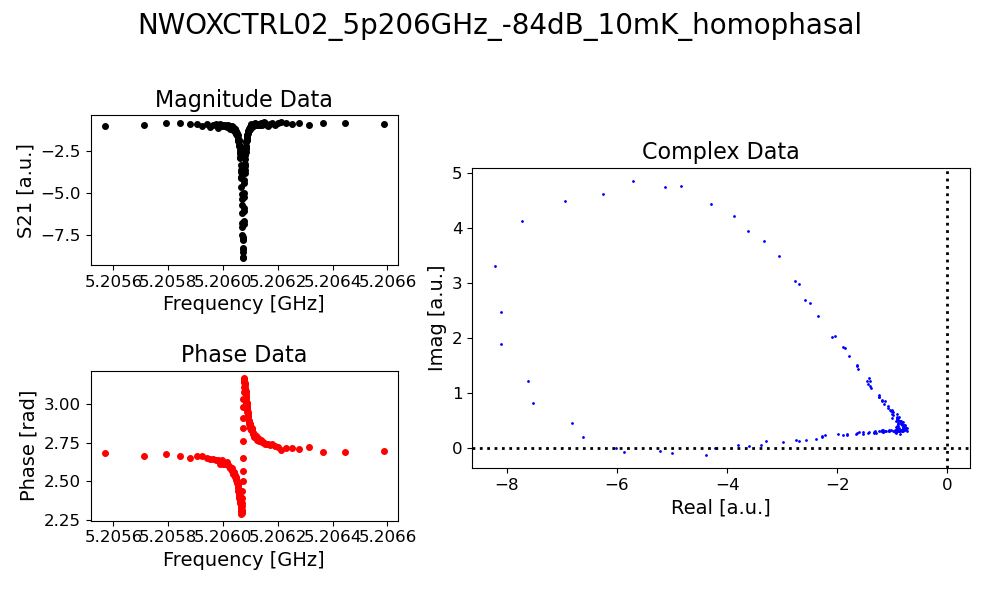 NWOXCTRL02_5p206GHz_-84dB_10mK_homophasal
Magnitude Data
S21 [a.u.]
−2.5
−5.0
−7.5
5.2056 5.2058 5.2060 5.2062 5.2064 5.2066
Frequency [GHz]
Phase Data
Phase [rad]
3.00
2.75
2.50
2.25
5.2056 5.2058 5.2060 5.2062 5.2064 5.2066
Frequency [GHz]
Complex Data
Imag [a.u.]
5
4
3
2
1
0
−8 −6 −4 −2 0
Real [a.u.]